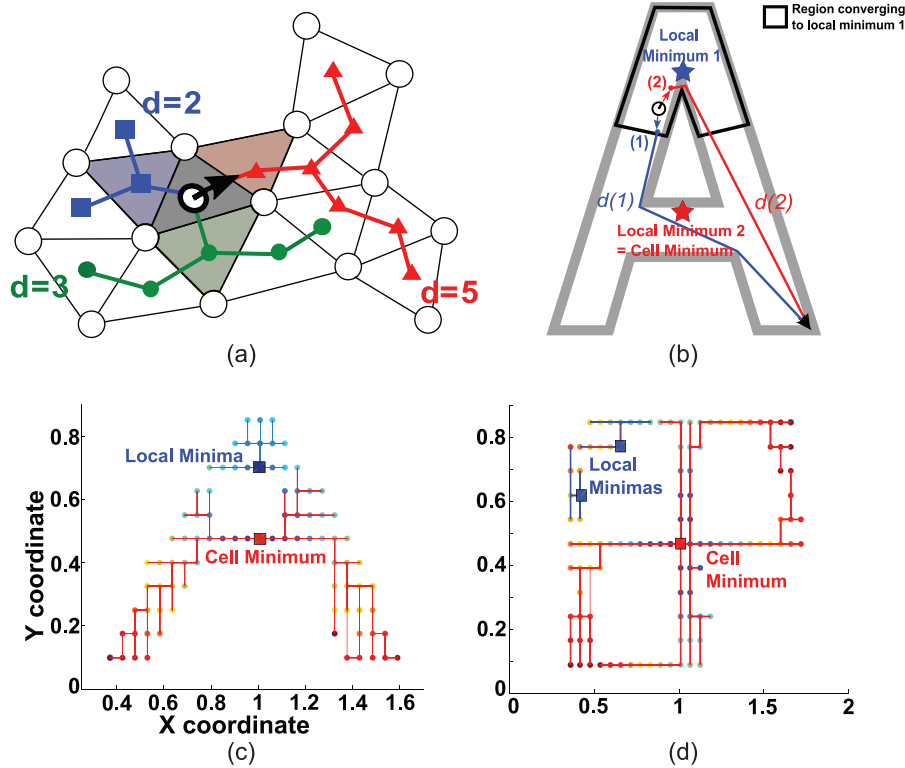 d=2
d=3
d=5
(a)
Region converging
to local minimum 1
Local
Minimum 1
(2)
(1)
d(1)
d(2)
Local Minimum 2
= Cell Minimum
(b)
Y coordinate
0.8
0.6
0.4
0.2
0
Local Minima
Cell Minimum
0.4 0.6 0.8 1 1.2 1.4 1.6
X coordinate
(c)
0.8
0.6
0.4
0.2
0
Local
Minimas
Cell
Minimum
0 0.5 1 1.5 2
(d)